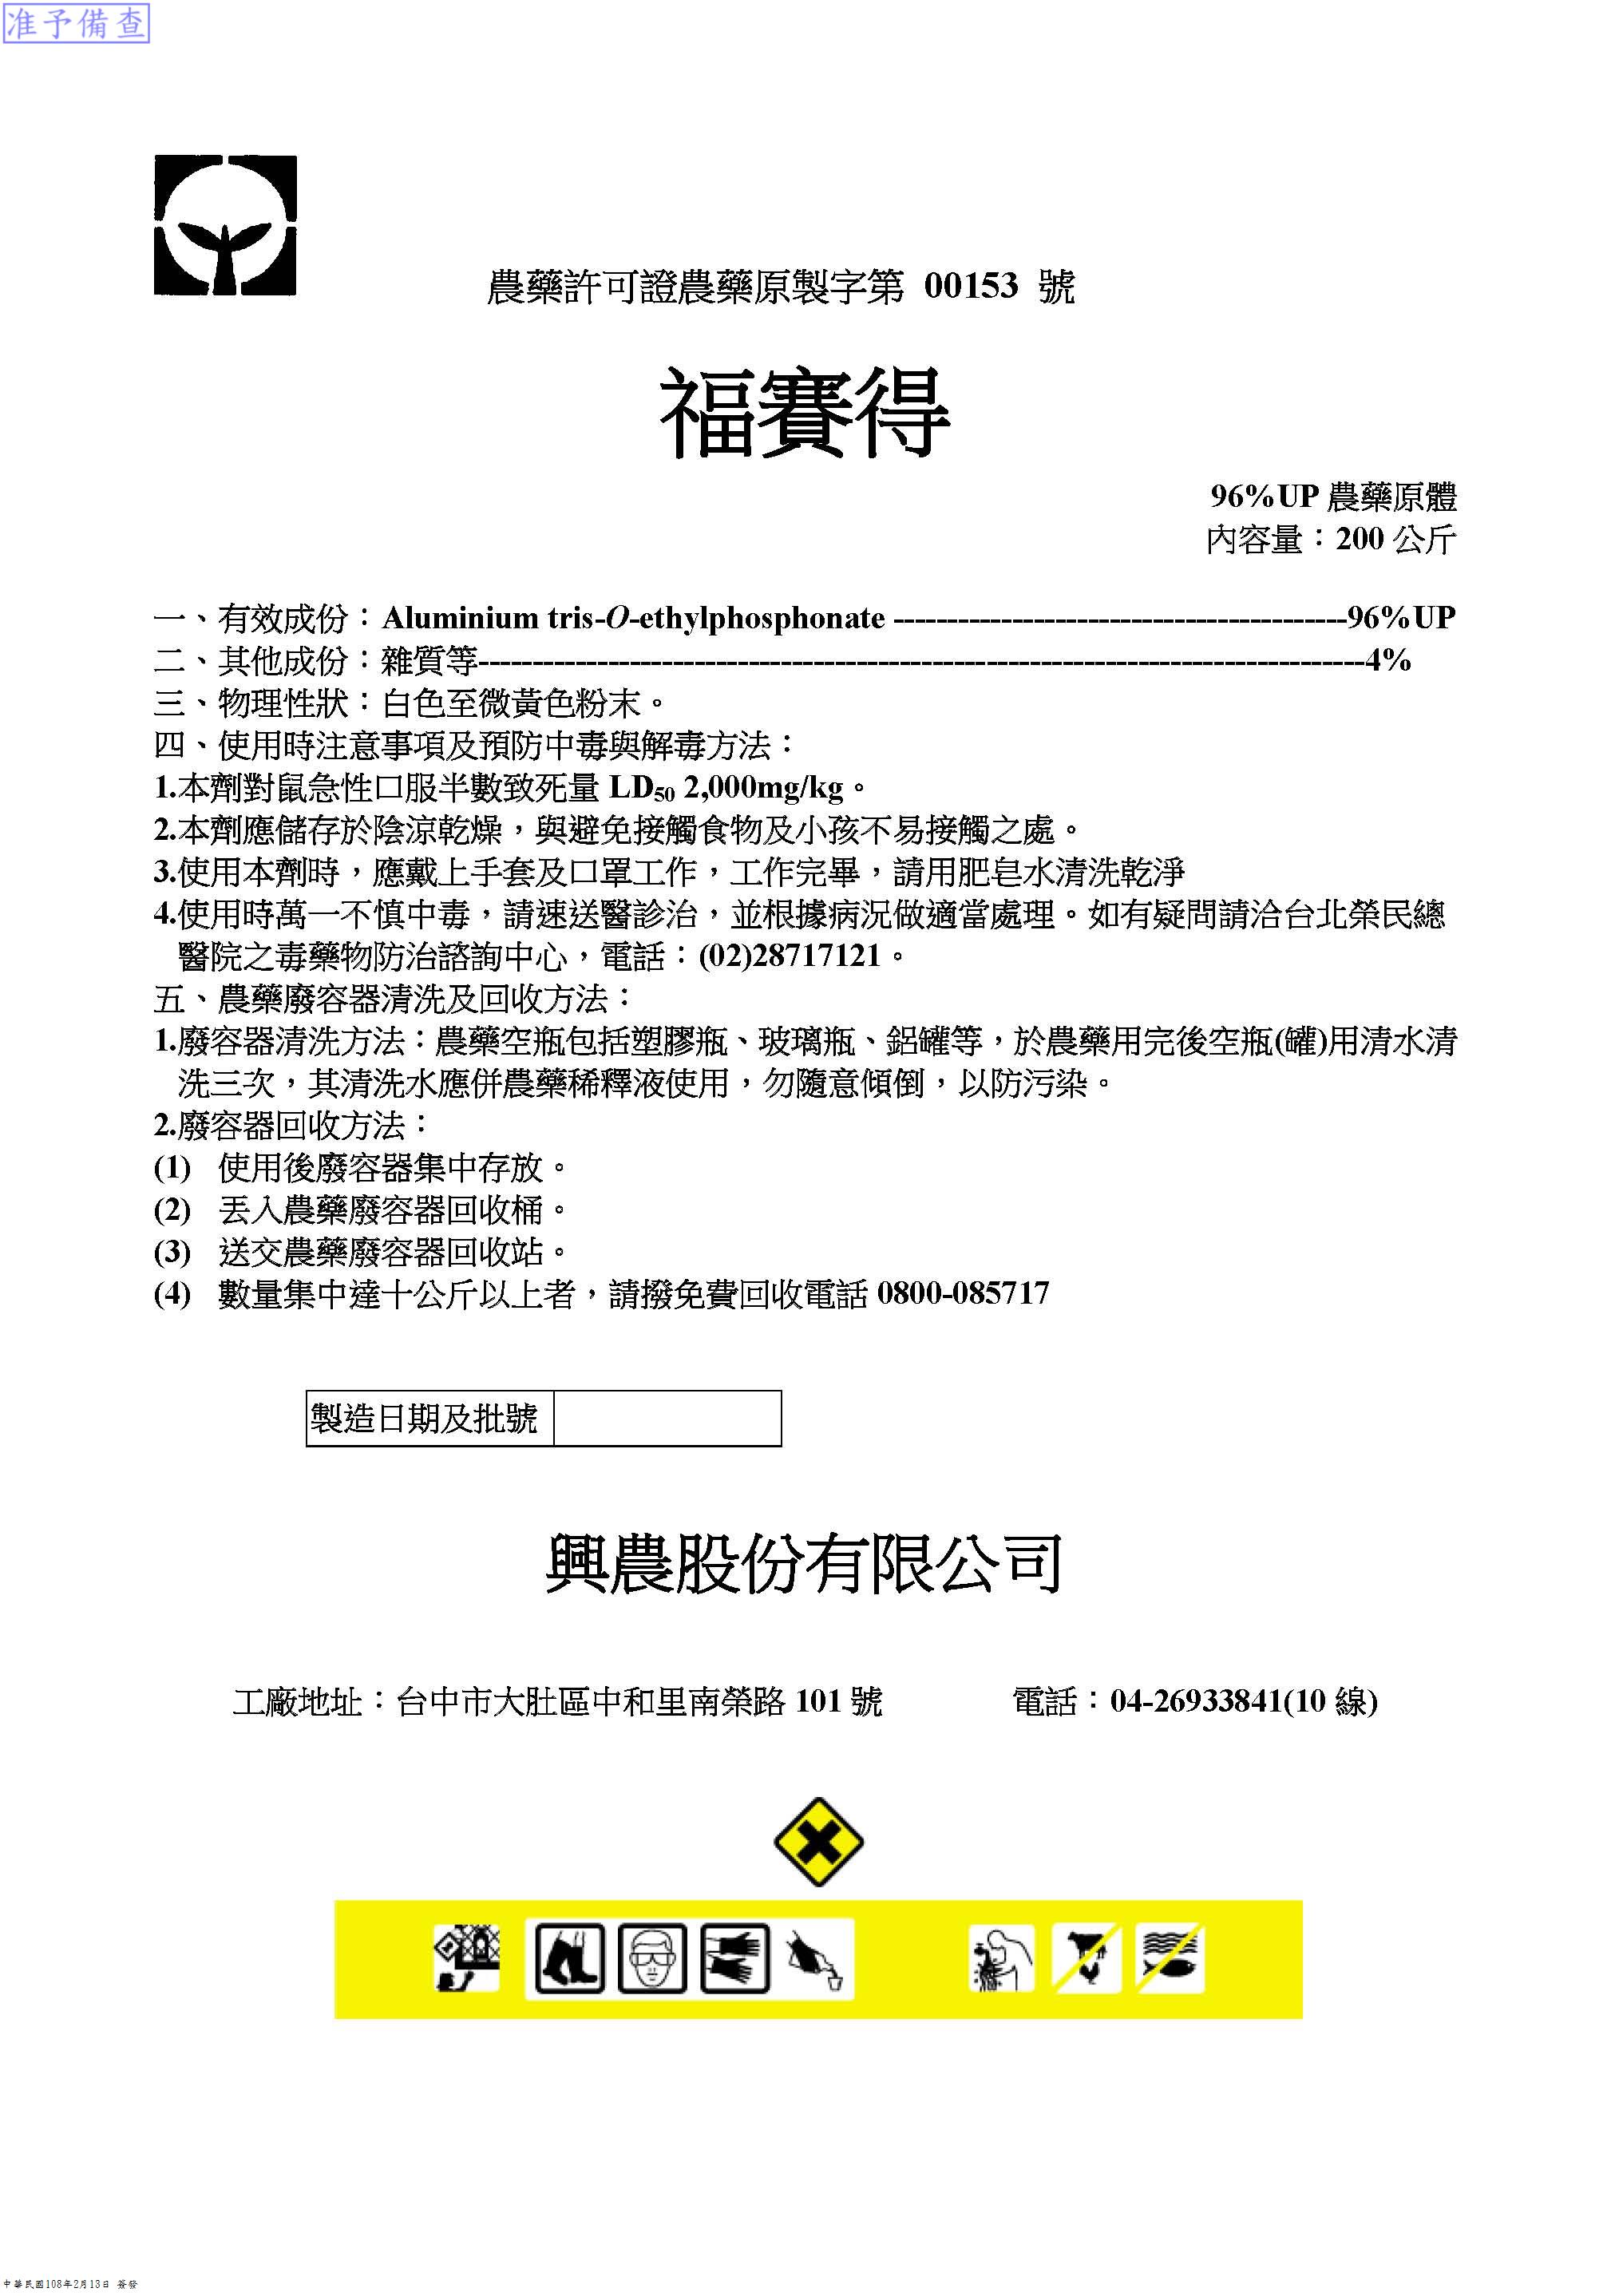 准予備查
農藥許可證農藥原製字第 00153 號
福賽得
96%UP 農藥原體
內容量：200 公斤
一、有效成份：Aluminium tris-O-ethylphosphonate ------------------------------------------96%UP
二、其他成份：雜質等----------------------------------------------------------------------------------4%
三、物理性狀：白色至微黃色粉末。
四、使用時注意事項及預防中毒與解毒方法：
1.本劑對鼠急性口服半數致死量 LD₅₀ 2,000mg/kg。
2.本劑應儲存於陰涼乾燥，與避免接觸食物及小孩不易接觸之處。
3.使用本劑時，應戴上手套及口罩工作，工作完畢，請用肥皂水清洗乾淨
4.使用時萬一不慎中毒，請速送醫診治，並根據病況做適當處理。如有疑問請洽台北榮民總
醫院之毒藥物防治諮詢中心，電話：(02)28717121。
五、農藥廢容器清洗及回收方法：
1.廢容器清洗方法：農藥空瓶包括塑膠瓶、玻璃瓶、鋁罐等，於農藥用完後空瓶(罐)用清水清
洗三次，其清洗水應併農藥稀釋液使用，勿隨意傾倒，以防污染。
2.廢容器回收方法：
(1) 使用後廢容器集中存放。
(2) 丟入農藥廢容器回收桶。
(3) 送交農藥廢容器回收站。
(4) 數量集中達十公斤以上者，請撥免費回收電話 0800-085717
製造日期及批號
興農股份有限公司
工廠地址：台中市大肚區中和里南榮路 101 號 電話：04-26933841(10 線)
中華民國108年2月13日 簽發